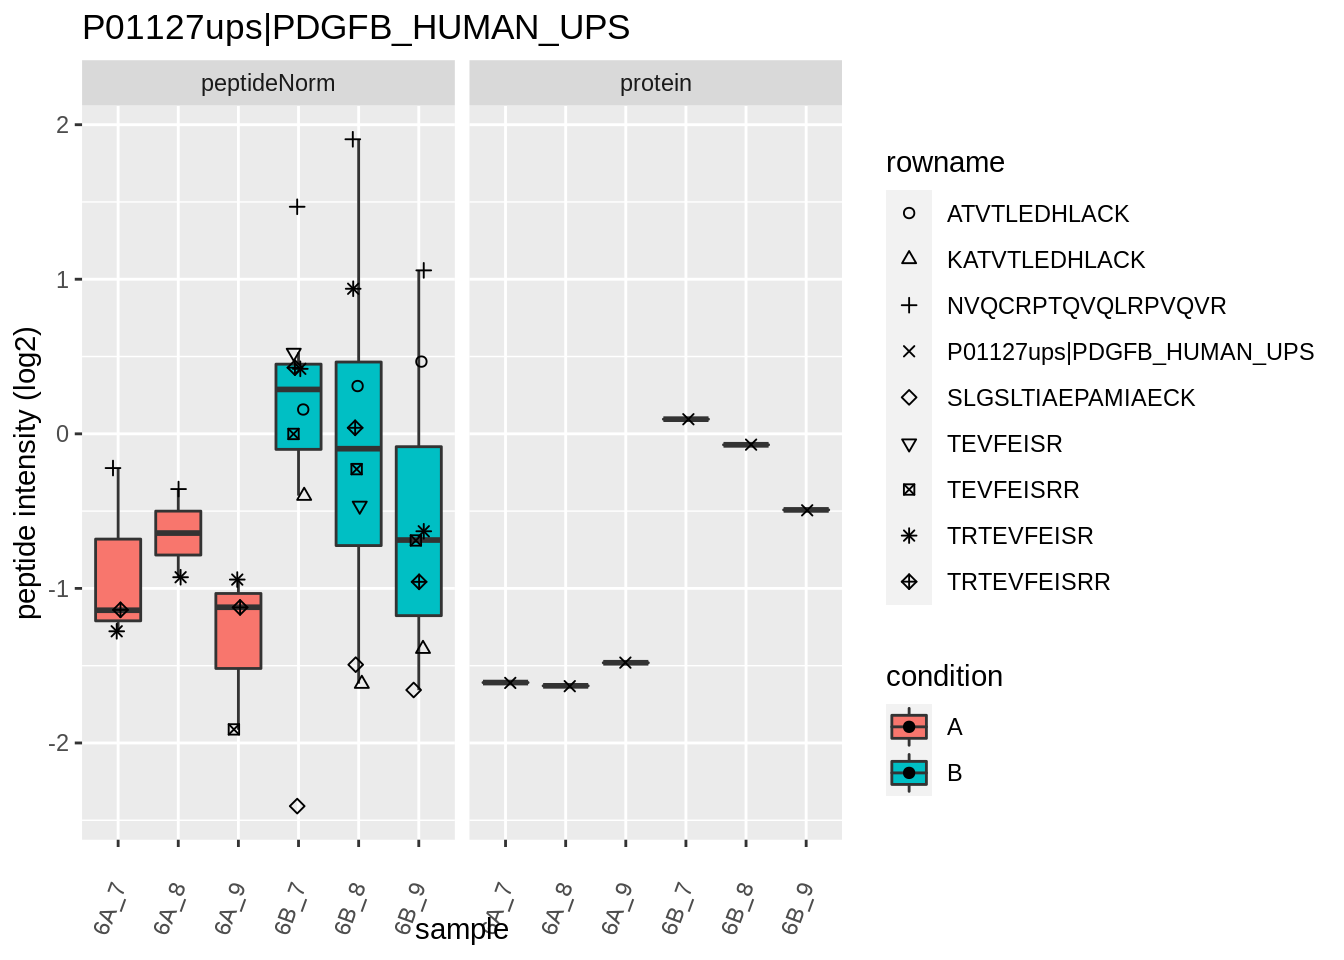 P01127ups|PDGFB_HUMAN_UPS
peptideNorm
protein
peptide intensity (log2)
2
1
0
-1
-2
6A_7
6A_8
6A_9
6B_7
6B_8
6B_9
6A_7
6A_8
6A_9
6B_7
6B_8
6B_9
sample
rowname
ATVTLEDHLACK
KATVTLEDHLACK
NVQCRPTQVQLRPVQVR
P01127ups|PDGFB_HUMAN_UPS
SLGSLTIAEPAMIAECK
TEVFEISR
TEVFEISRR
TRTEVFEISR
TRTEVFEISRR
condition
A
B